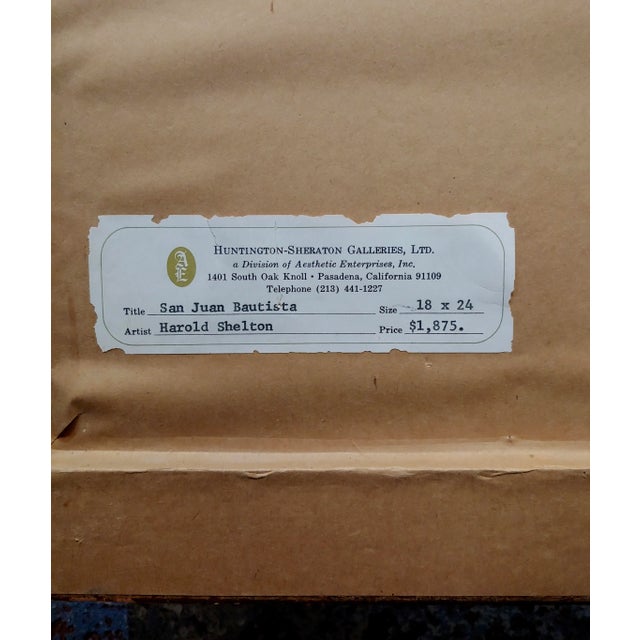 AE
HUNTINGTON-SHERATON GALLERIES, LTD.
a Division of Aesthetic Enterprises, Inc.
1401 South Oak Knoll • Pasadena, California 91109
Telephone (213) 441-1227
Title San Juan Bautista Size 18 x 24
Artist Harold Shelton Price $1,875.